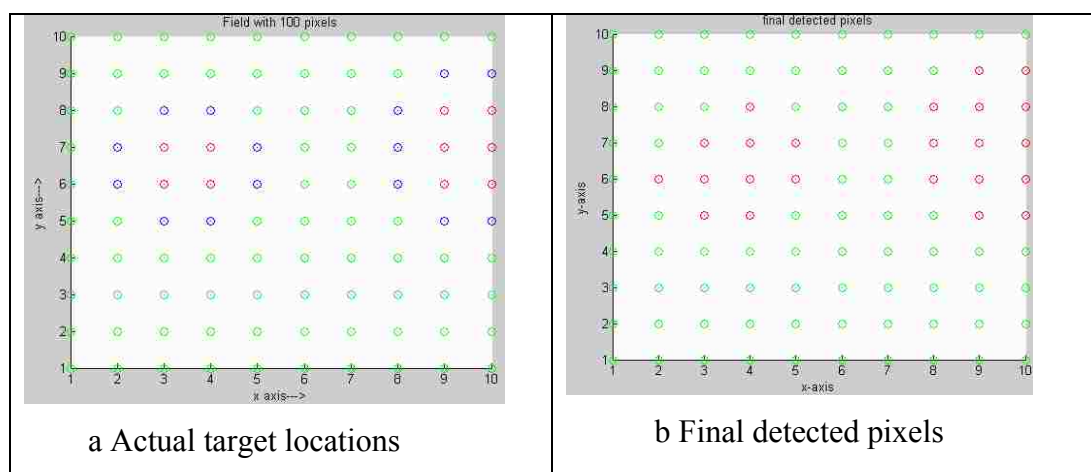 Field with 100 pixels
10
9
8
7
6
5
4
3
2
1
y axis--->
1 2 3 4 5 6 7 8 9 10
x axis--->
a Actual target locations
final detected pixels
10
9
8
7
6
5
4
3
2
1
y-axis
1 2 3 4 5 6 7 8 9 10
x-axis
b Final detected pixels